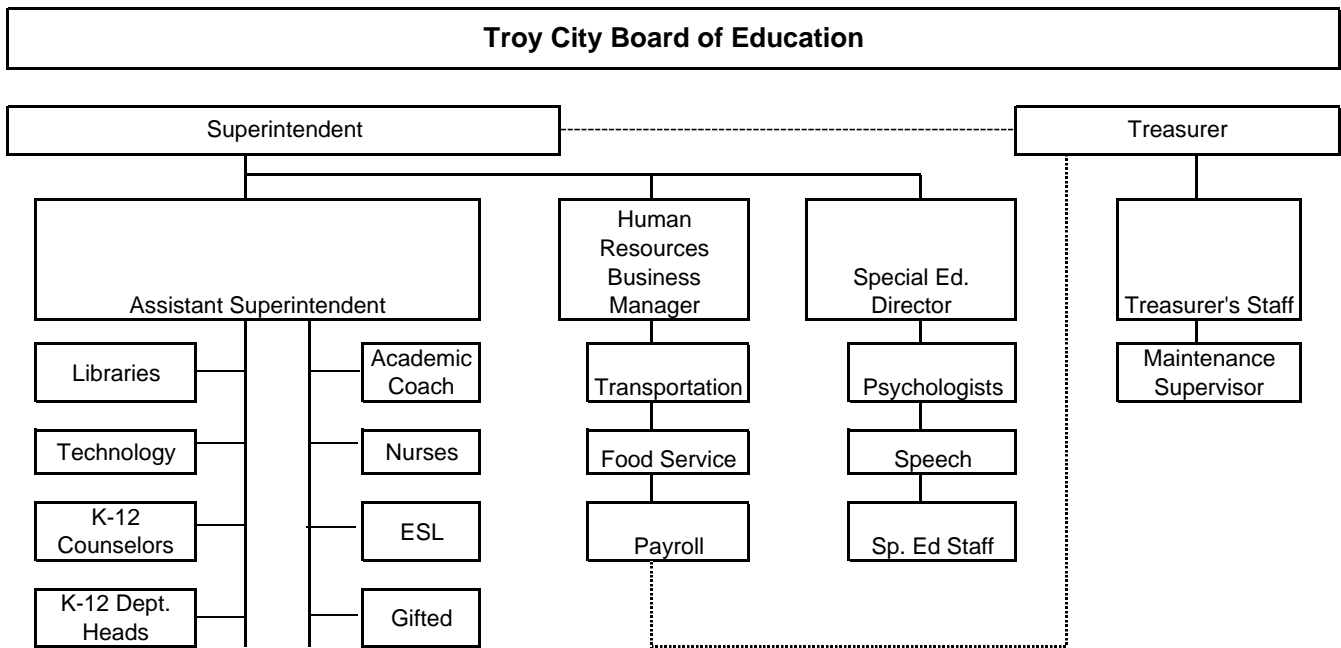 Troy City Board of Education
Superintendent
Treasurer
Assistant Superintendent
Human
Resources
Business
Manager
Special Ed.
Director
Treasurer's Staff
Libraries
Academic
Coach
Transportation
Psychologists
Maintenance
Supervisor
Technology
Nurses
Food Service
Speech
K-12
Counselors
ESL
Payroll
Sp. Ed Staff
K-12 Dept.
Heads
Gifted